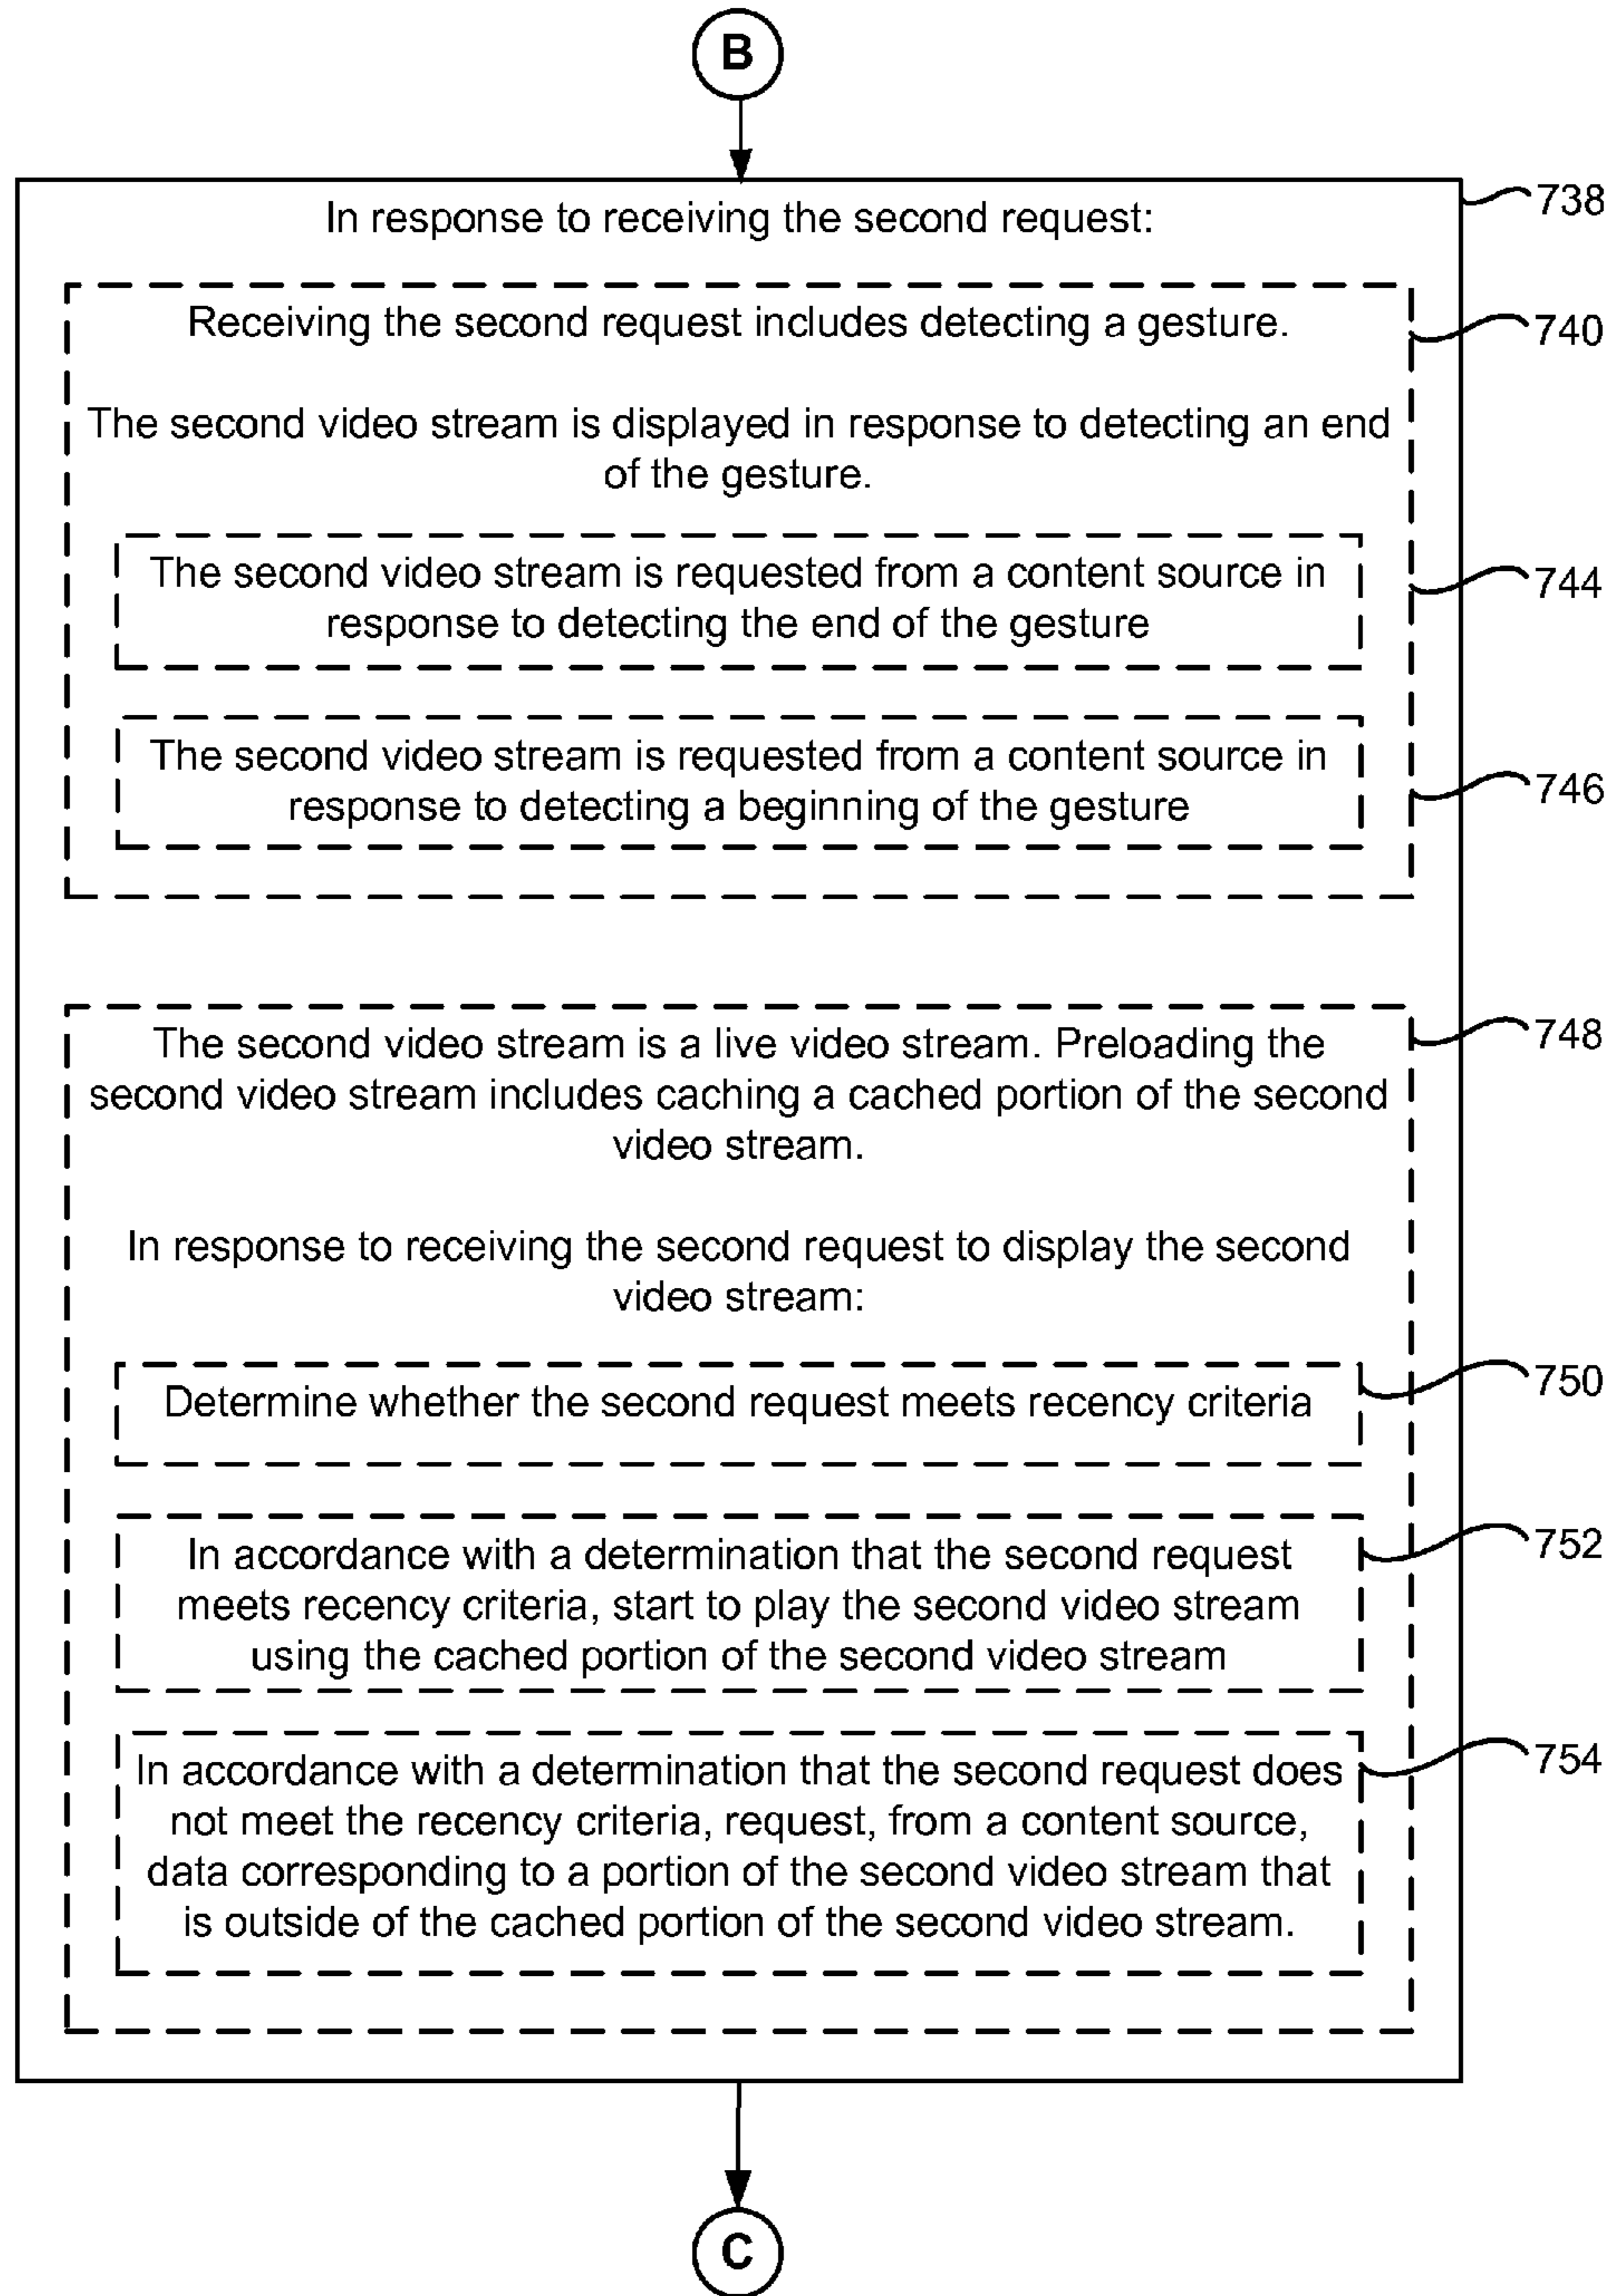 B
738
In response to receiving the second request:
Receiving the second request includes detecting a gesture.
740
The second video stream is displayed in response to detecting an end
of the gesture.
The second video stream is requested from a content source in
response to detecting the end of the gesture
744
The second video stream is requested from a content source in
response to detecting a beginning of the gesture
746
The second video stream is a live video stream. Preloading the
second video stream includes caching a cached portion of the second
video stream.
748
In response to receiving the second request to display the second
video stream:
Determine whether the second request meets recency criteria
750
In accordance with a determination that the second request
meets recency criteria, start to play the second video stream
using the cached portion of the second video stream
752
In accordance with a determination that the second request does
not meet the recency criteria, request, from a content source,
data corresponding to a portion of the second video stream that
is outside of the cached portion of the second video stream.
754
C